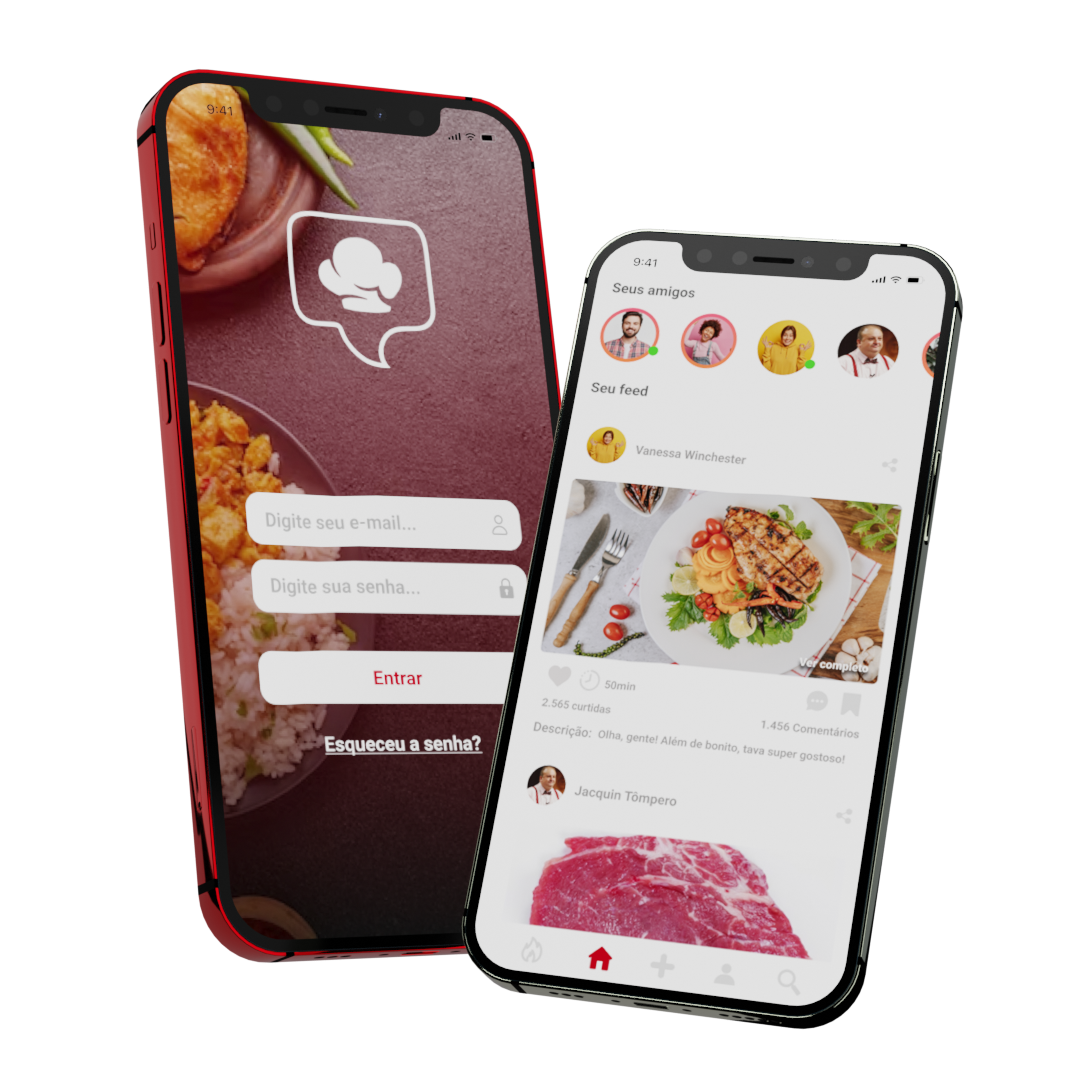 9:41
Digite seu e-mail...
Digite sua senha...
Entrar
Esqueceu a senha?
9:41
Seus amigos
Seu feed
Vanessa Winchester
Ver completo
50min
2.565 curtidas
1.456 Comentários
Descrição: Olha, gente! Além de bonito, tava super gostoso!
Jacquin Tômpero